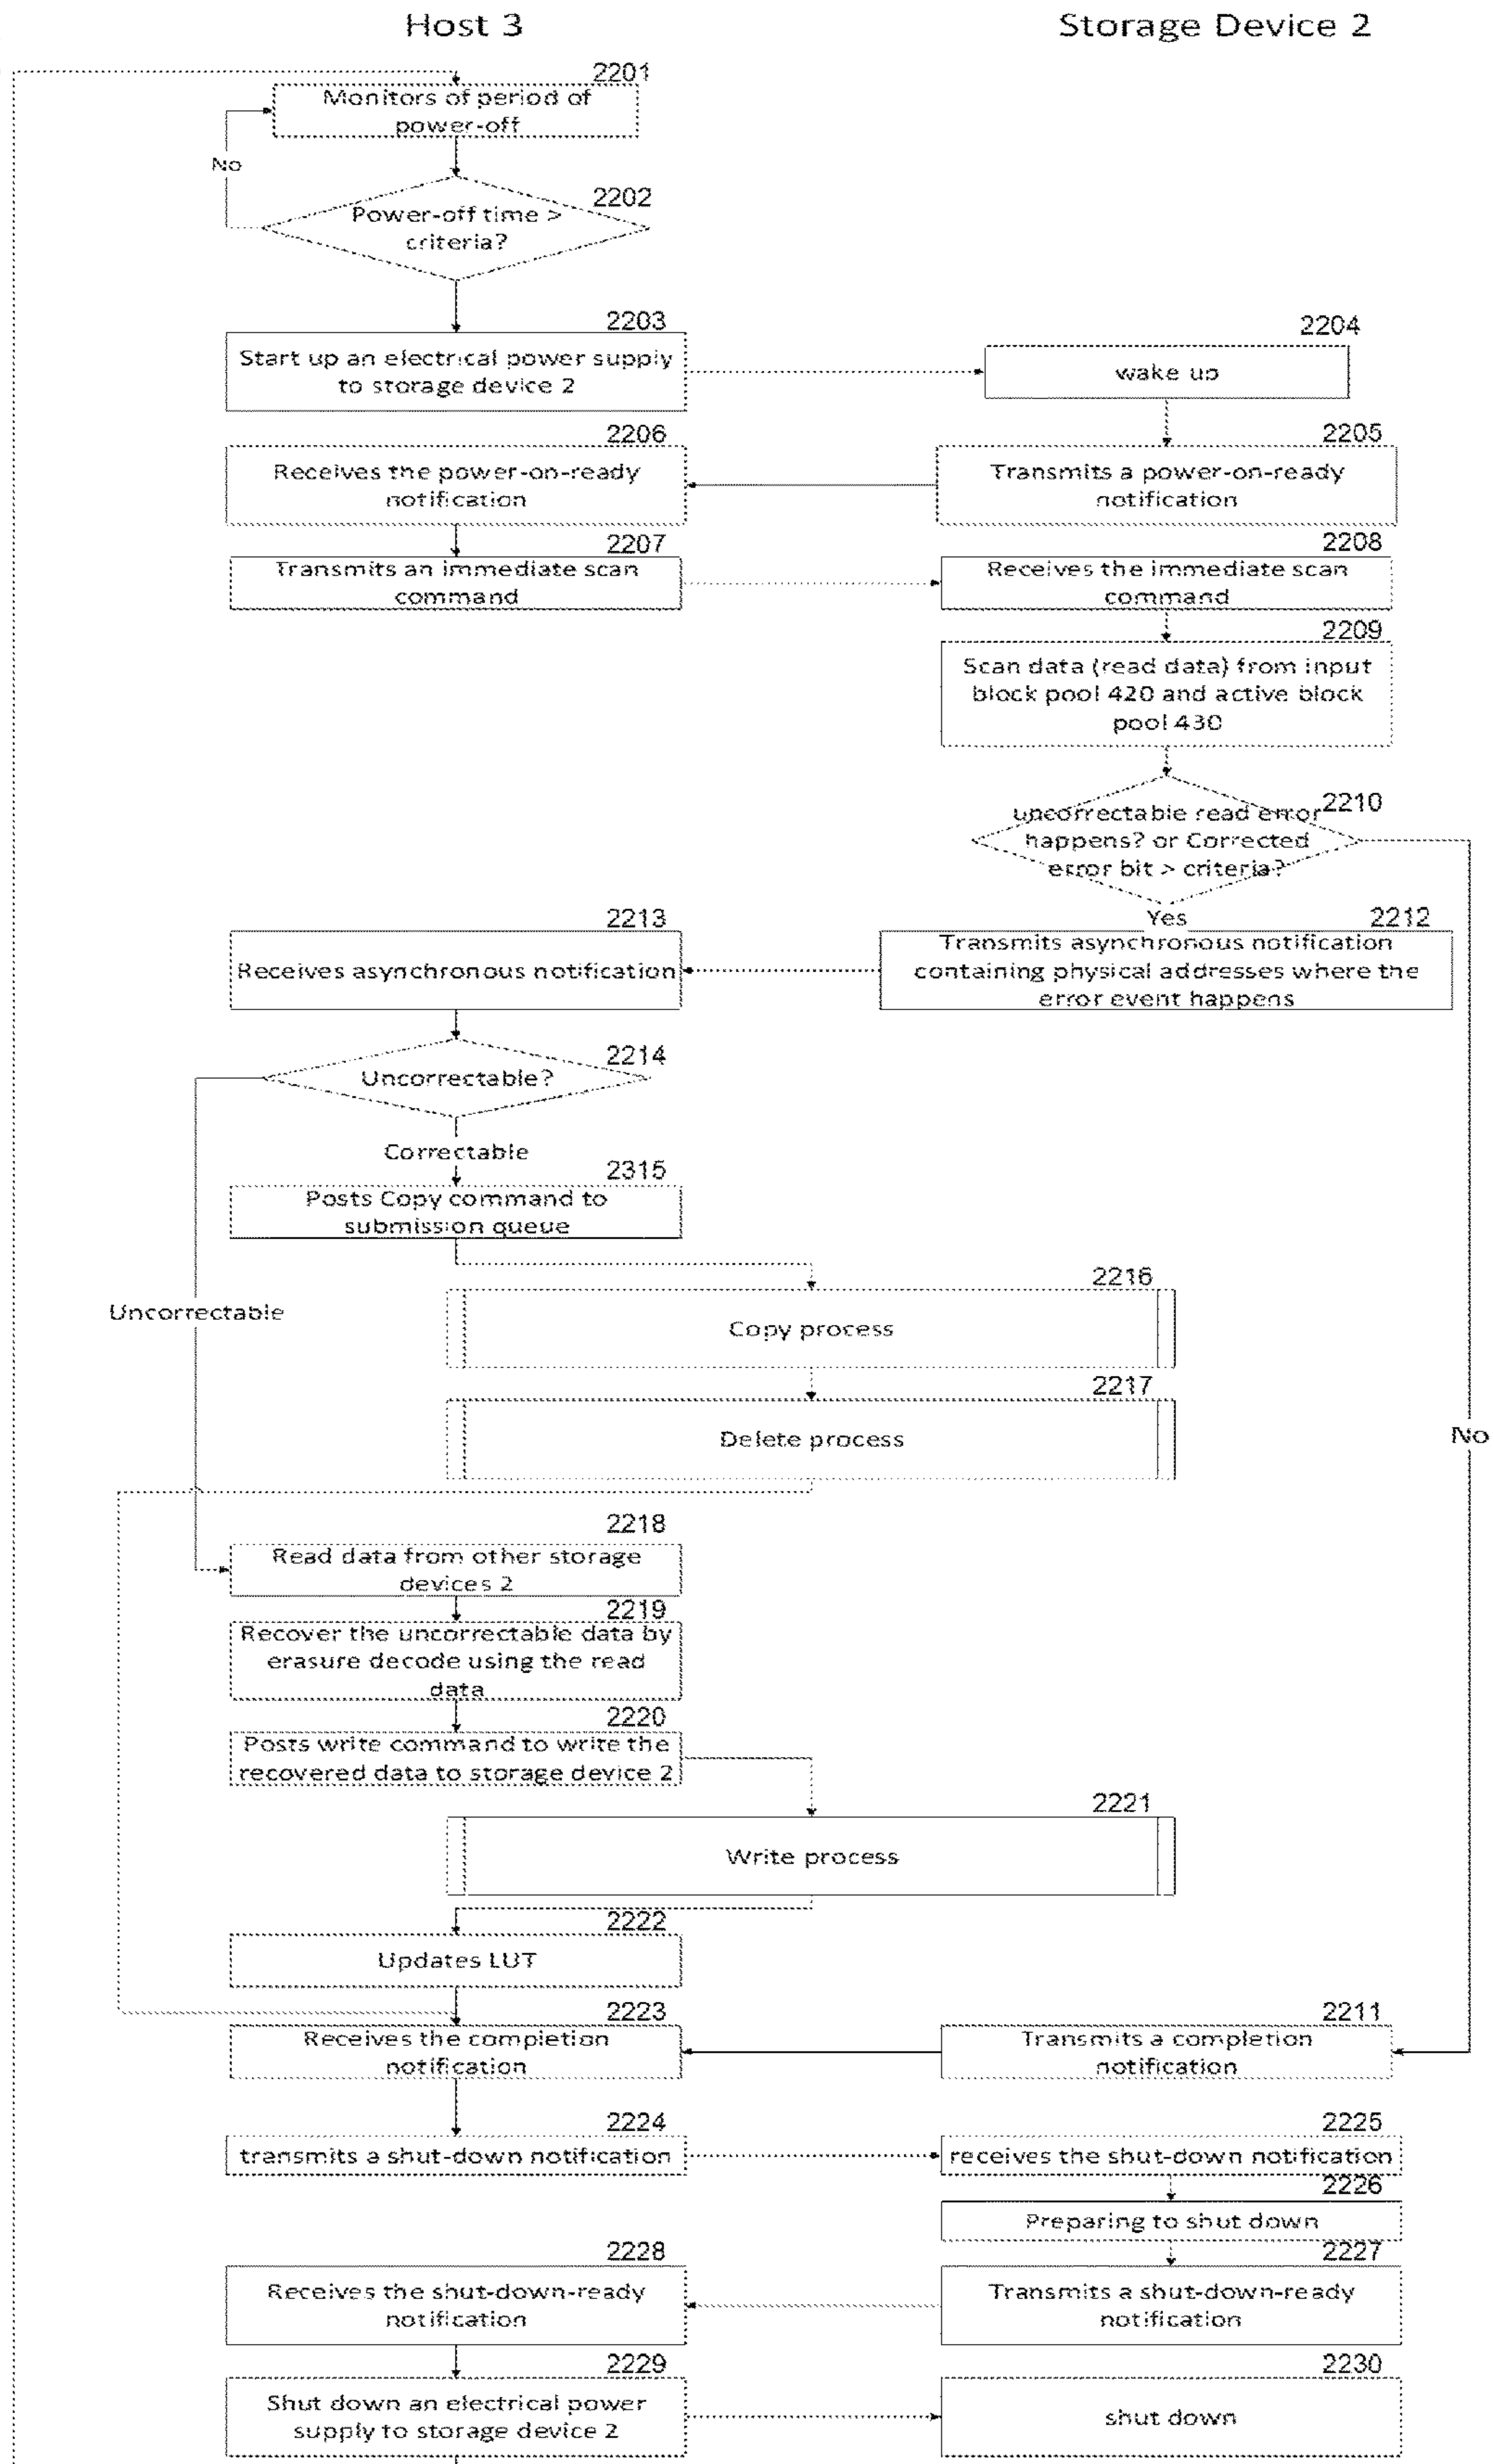 Host 3
Storage Device 2
2201
Monitors of period of
power-off
No
2202
Power-off time >
criteria?
2203
Start up an electrical power supply
to storage device 2
2204
wake up
2206
Receives the power-on-ready
notification
2205
Transmits a power-on-ready
notification
2207
Transmits an immediate scan
command
2208
Receives the immediate scan
command
2209
Scan data (read data) from input
block pool 420 and active block
pool 430
2210
uncorrectable read error
happens? or Corrected
error bit > criteria?
Yes
2213
Receives asynchronous notification
2212
Transmits asynchronous notification
containing physical addresses where the
error event happens
2214
Uncorrectable?
Correctable
2315
Posts Copy command to
submission queue
2216
Copy process
Uncorrectable
2217
Delete process
No
2218
Read data from other storage
devices 2
2219
Recover the uncorrectable data by
erasure decode using the read
data
2220
Posts write command to write the
recovered data to storage device 2
2221
Write process
2222
Updates LUT
2223
Receives the completion
notification
2211
Transmits a completion
notification
2224
transmits a shut-down notification
2225
receives the shut-down notification
2226
Preparing to shut down
2228
Receives the shut-down-ready
notification
2227
Transmits a shut-down-ready
notification
2229
Shut down an electrical power
supply to storage device 2
2230
shut down